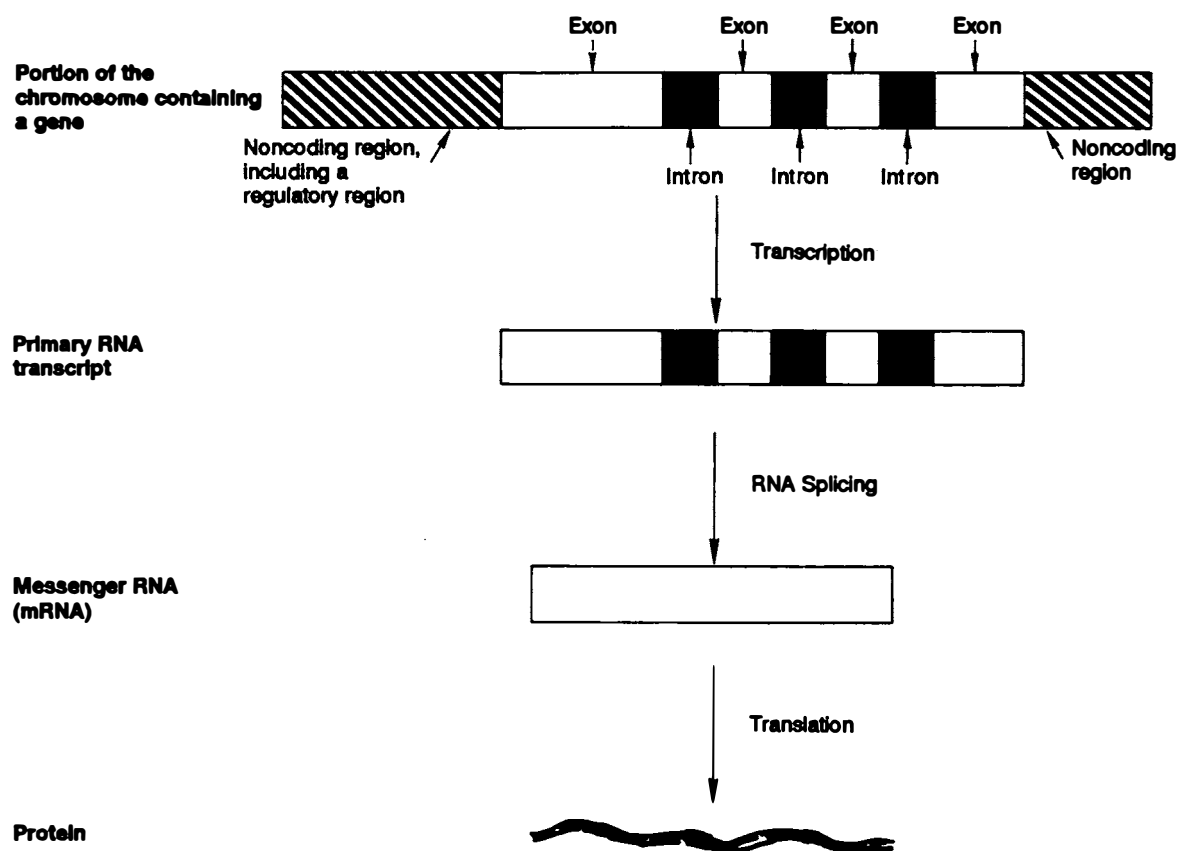 Exon Exon Exon Exon
Portion of the
chromosome containing
a gene
Noncoding region,
including a
regulatory region
Intron Intron Intron
Noncoding
region
Transcription
Primary RNA
transcript
RNA Splicing
Messenger RNA
(mRNA)
Translation
Protein